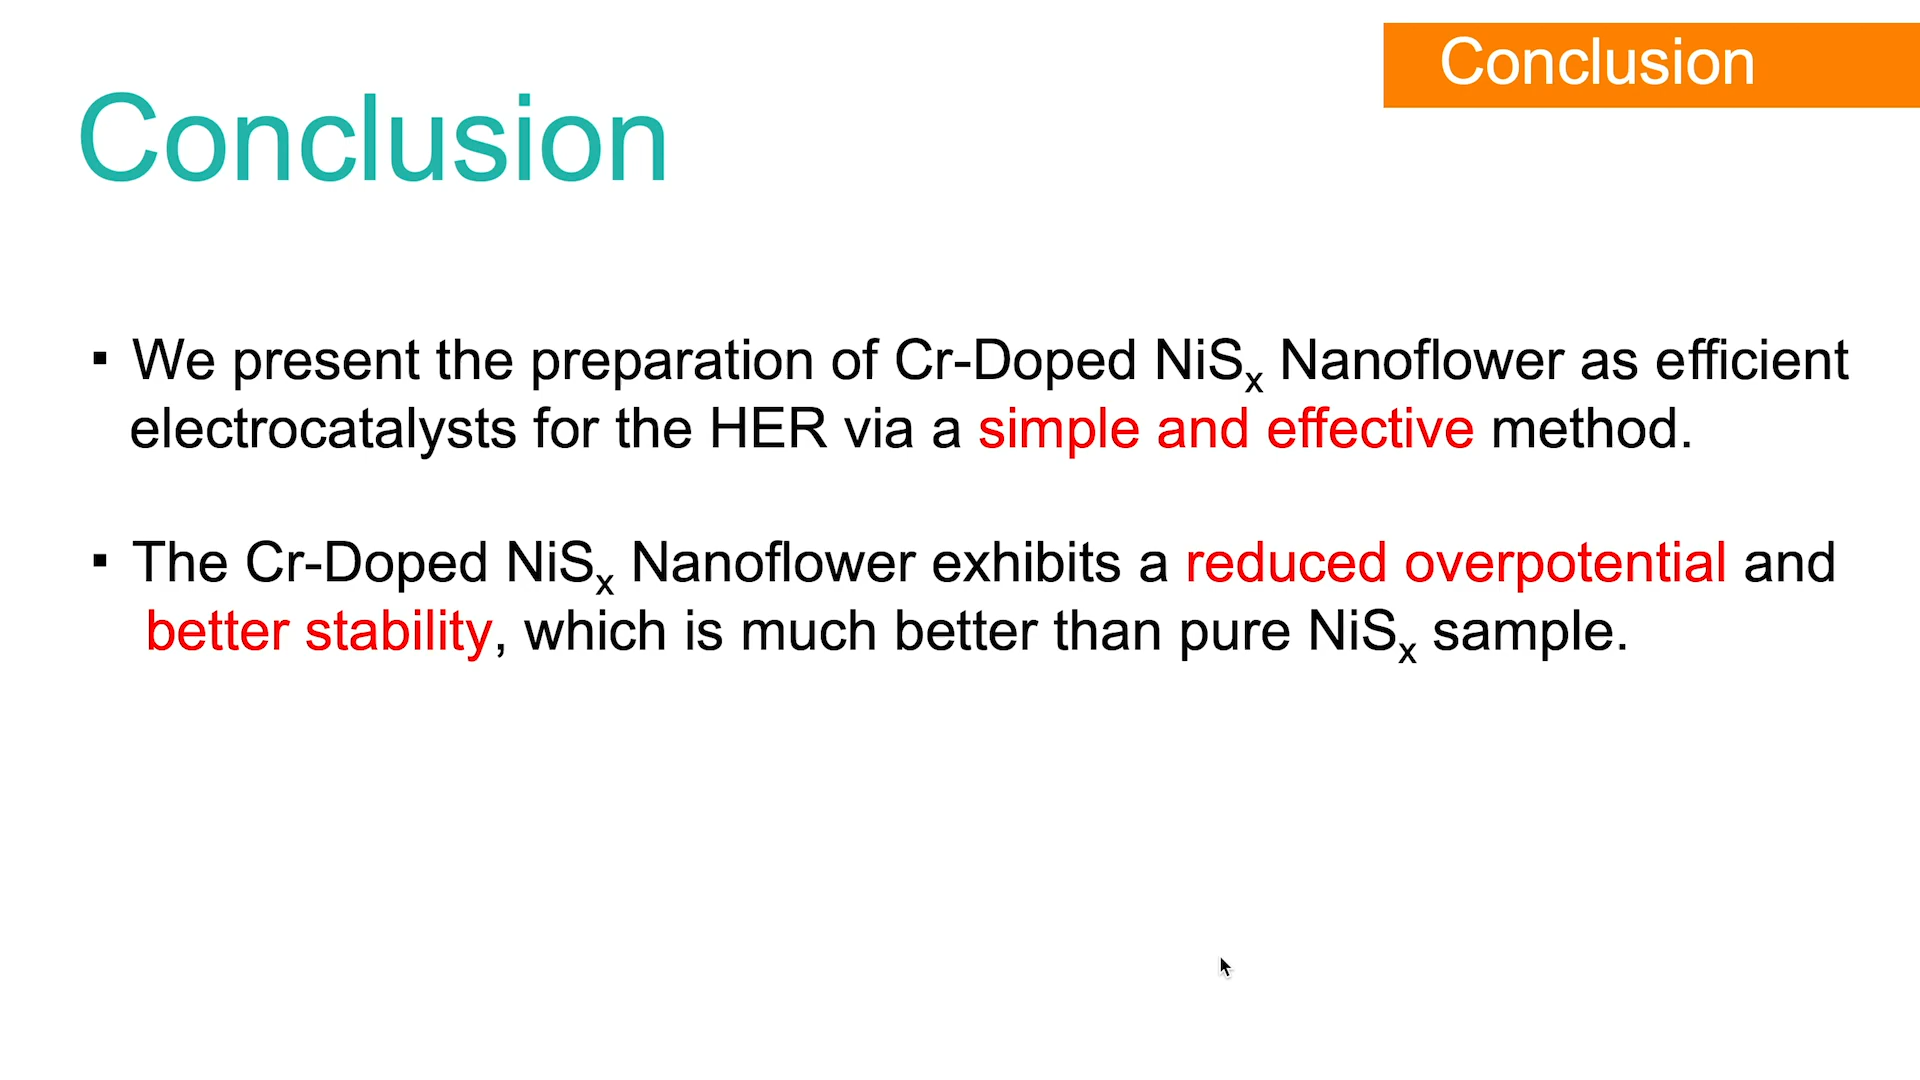 Conclusion
Conclusion
▪ We present the preparation of Cr-Doped NiSₓ Nanoflower as efficient
electrocatalysts for the HER via a simple and effective method.
▪ The Cr-Doped NiSₓ Nanoflower exhibits a reduced overpotential and
better stability, which is much better than pure NiSₓ sample.